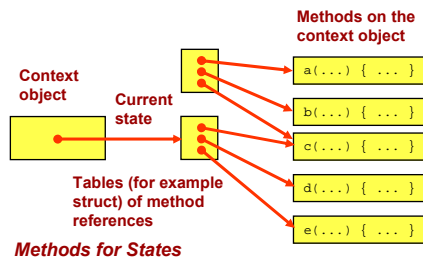 Methods on the
context object
Context
object
Current
state
a(...) { ... }
b(...) { ... }
c(...) { ... }
d(...) { ... }
e(...) { ... }
Tables (for example
struct) of method
references
Methods for States